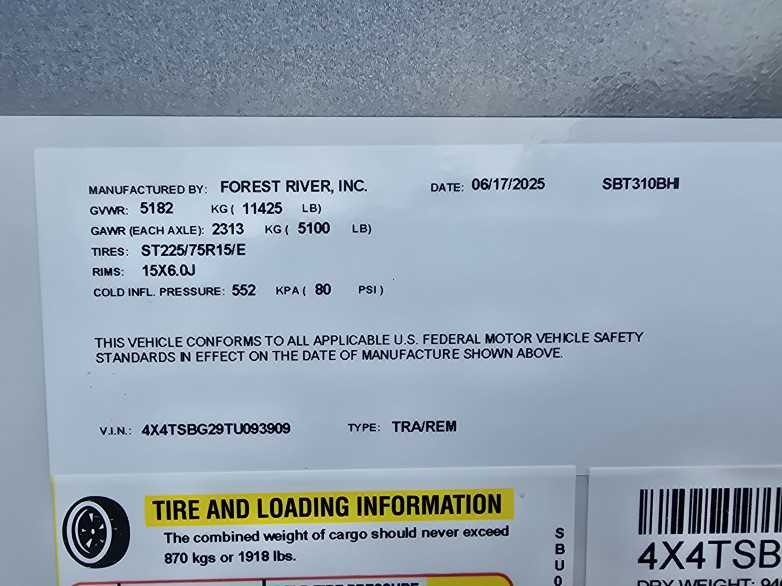 MANUFACTURED BY: FOREST RIVER, INC. DATE: 06/17/2025 SBT310BHI
GVWR: 5182 KG ( 11425 LB)
GAWR (EACH AXLE): 2313 KG ( 5100 LB)
TIRES: ST225/75R15/E
RIMS: 15X6.0J
COLD INFL. PRESSURE: 552 KPA ( 80 PSI )
THIS VEHICLE CONFORMS TO ALL APPLICABLE U.S. FEDERAL MOTOR VEHICLE SAFETY
STANDARDS IN EFFECT ON THE DATE OF MANUFACTURE SHOWN ABOVE.
V.I.N.: 4X4TSBG29TU093909 TYPE: TRA/REM
TIRE AND LOADING INFORMATION
The combined weight of cargo should never exceed
870 kgs or 1918 lbs.
SBU0
4X4TSB
DRY WEIGHT: